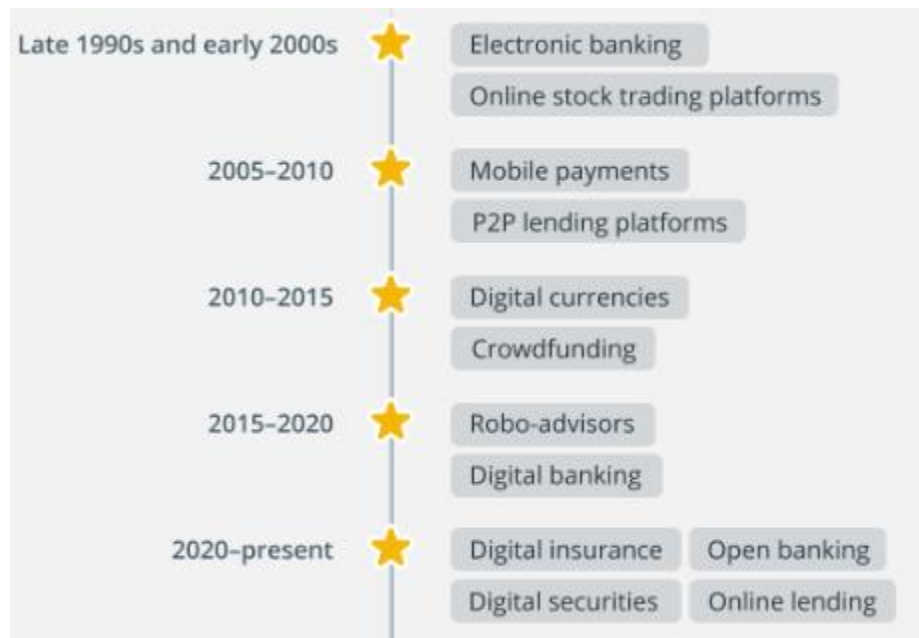 Late 1990s and early 2000s
Electronic banking
Online stock trading platforms
2005–2010
Mobile payments
P2P lending platforms
2010–2015
Digital currencies
Crowdfunding
2015–2020
Robo-advisors
Digital banking
2020–present
Digital insurance Open banking
Digital securities Online lending